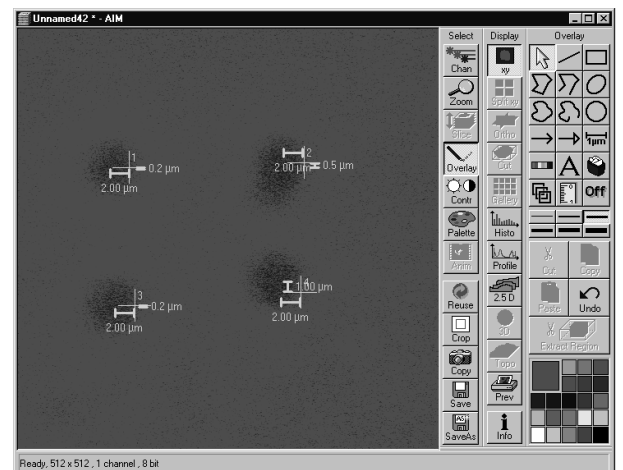 Unnamed42 * - AIM
Select
Display
Overlay
Chan
xy
Zoom
Split xy
Slice
Ortho
1µm
Overlay
Cut
A
Contr
Gallery
Off
Palette
Histo
Anim
Profile
Cut
Copy
Reuse
2.5 D
Paste
Undo
Crop
3D
Extract Region
Copy
Topo
Save
Prev
SaveAs
Info
1
0.2 µm
2.00 µm
2
2.00 µm
0.5 µm
3
0.2 µm
2.00 µm
4
2.00 µm
Ready, 512 x 512 , 1 channel , 8 bit